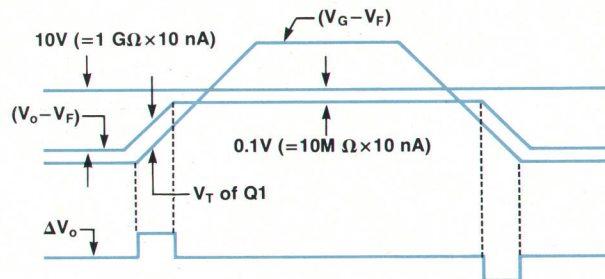 (V_G–V_F)
10V (=1 GΩ×10 nA)
(V_o–V_F)
0.1V (=10M Ω×10 nA)
V_T of Q1
ΔV_o